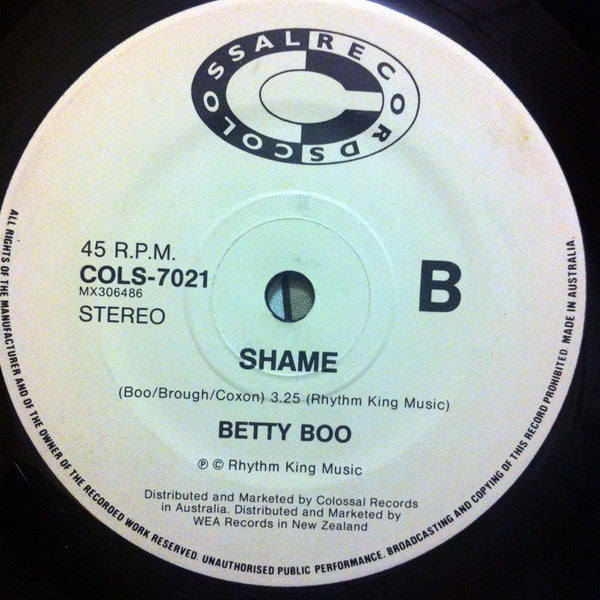 COLOSSAL RECORDS
45 R.P.M.
COLS-7021
MX306486
STEREO
B
SHAME
(Boo/Brough/Coxon) 3.25 (Rhythm King Music)
BETTY BOO
℗ © Rhythm King Music
Distributed and Marketed by Colossal Records
in Australia. Distributed and Marketed by
WEA Records in New Zealand
ALL RIGHTS OF THE MANUFACTURER AND OF THE OWNER OF THE RECORDED WORK RESERVED. UNAUTHORISED PUBLIC PERFORMANCE. BROADCASTING AND COPYING OF THIS RECORD PROHIBITED. MADE IN AUSTRALIA.